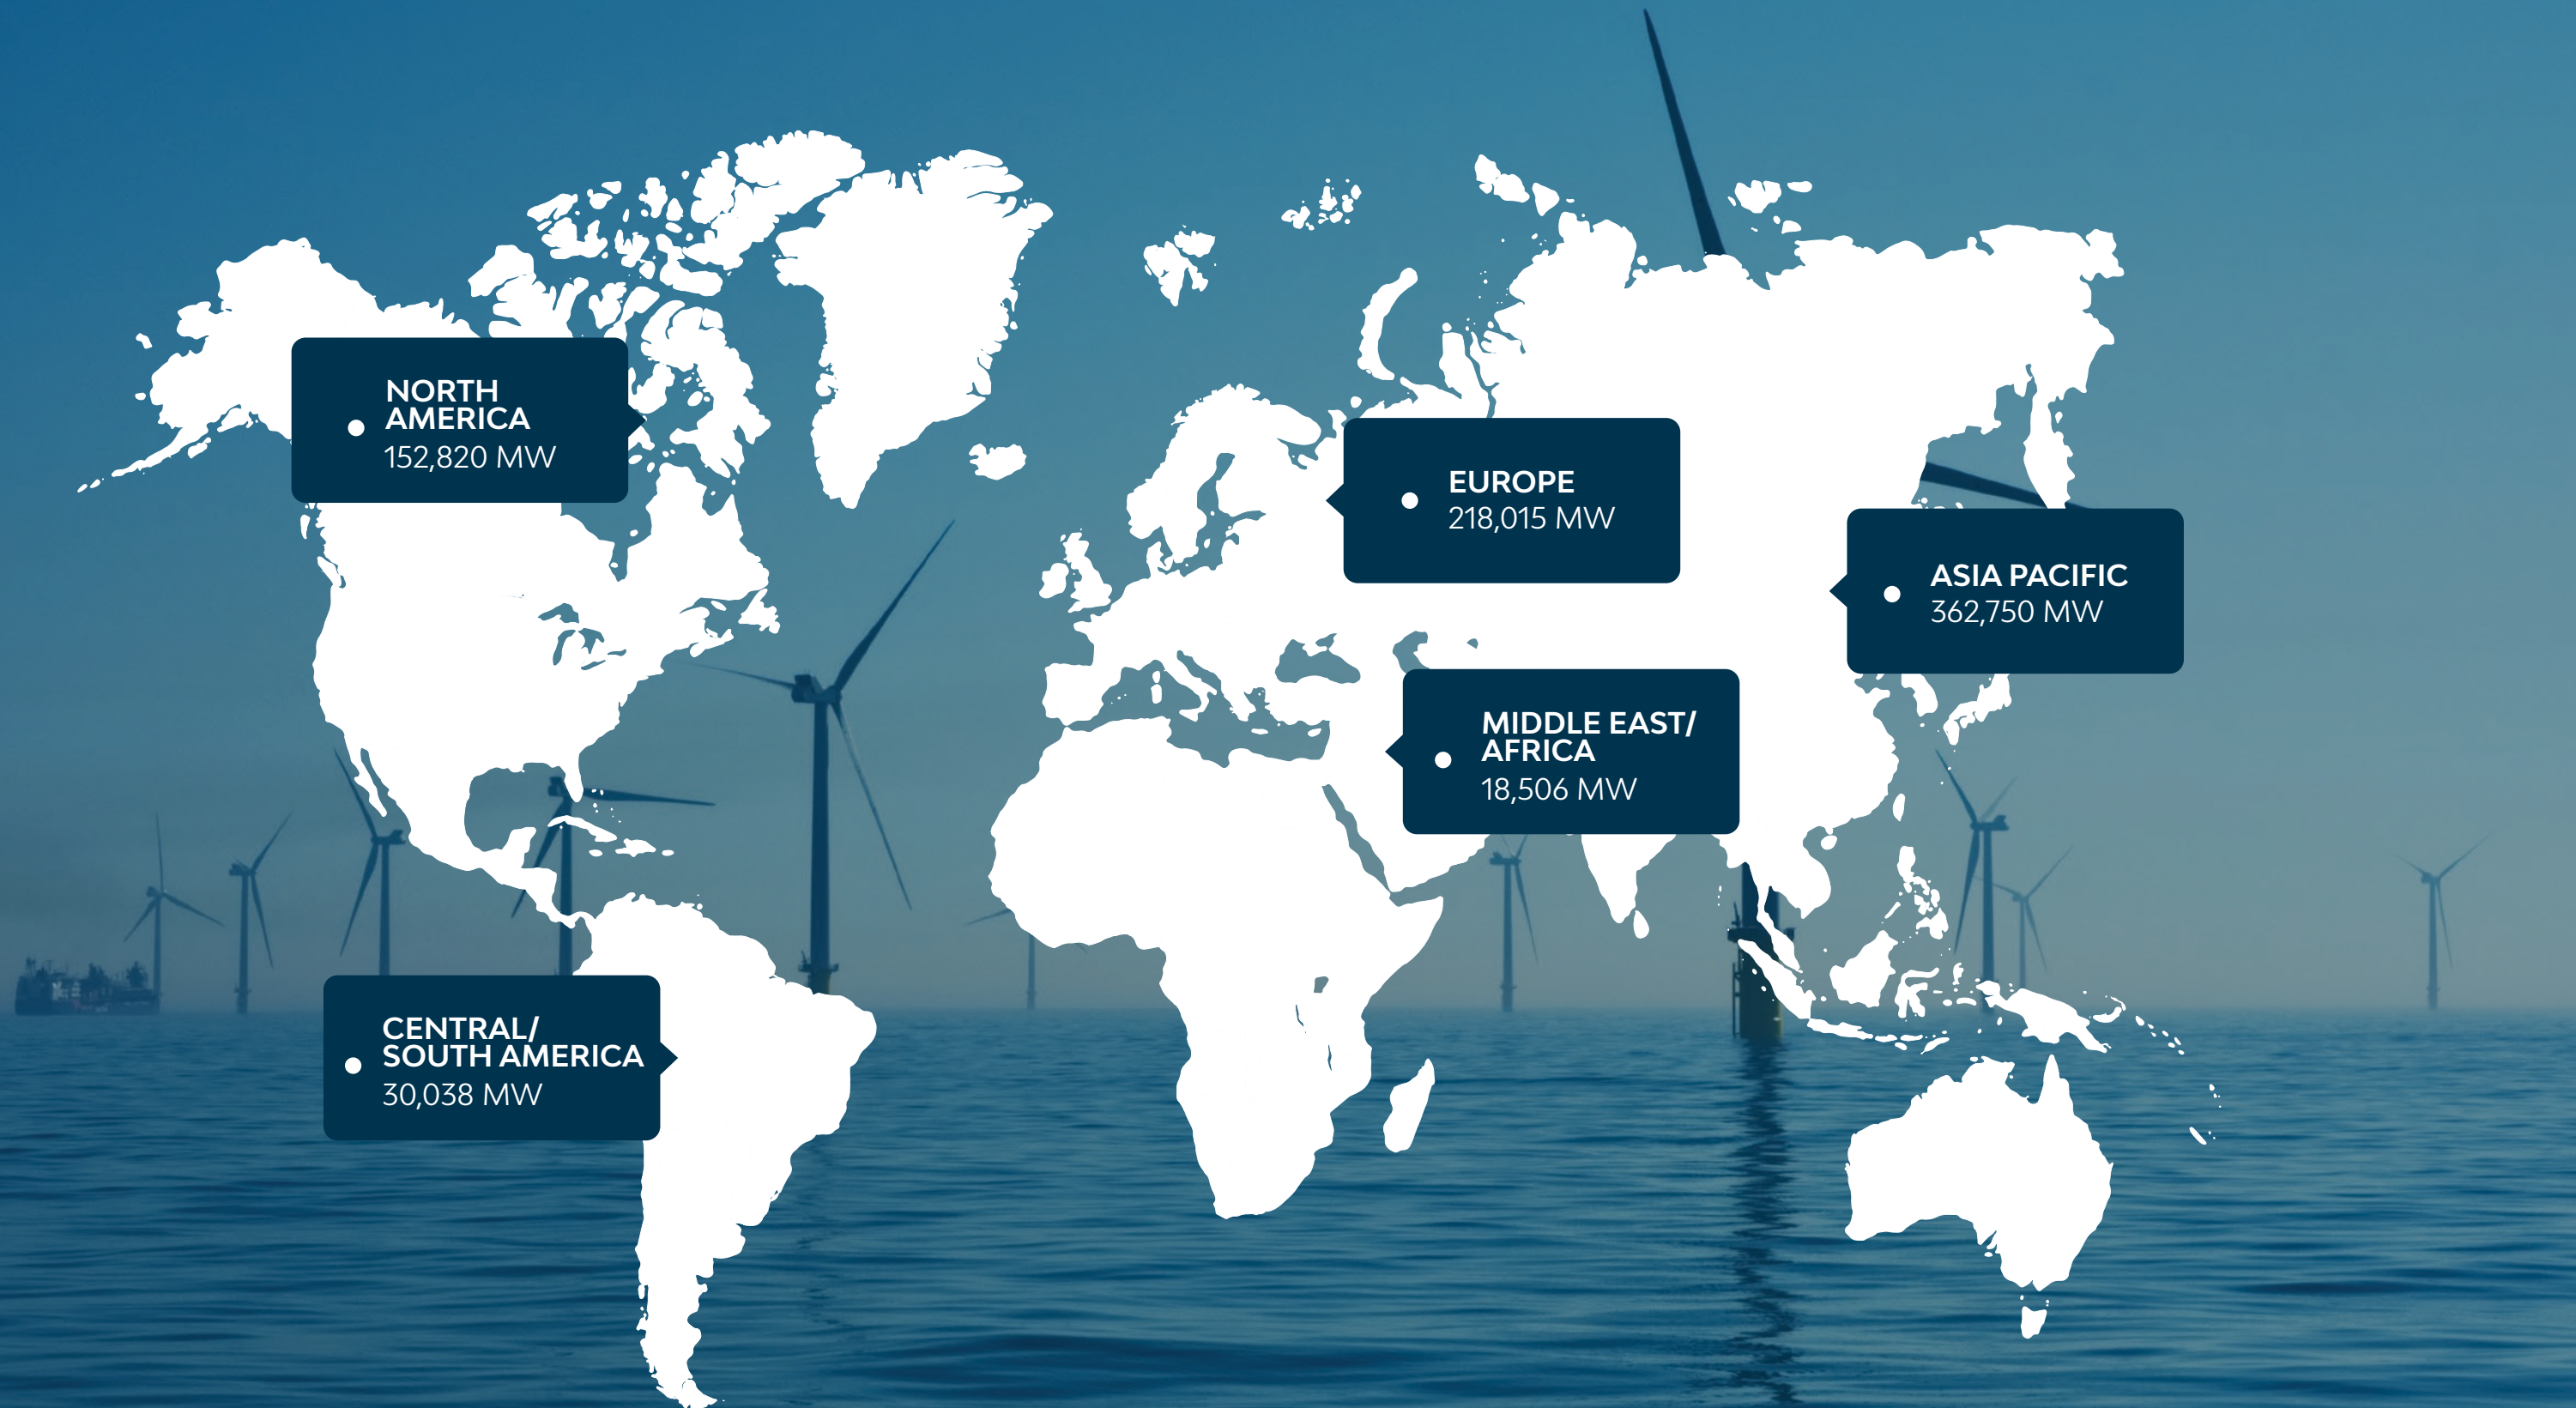 NORTH
AMERICA
152,820 MW
EUROPE
218,015 MW
ASIA PACIFIC
362,750 MW
MIDDLE EAST/
AFRICA
18,506 MW
CENTRAL/
SOUTH AMERICA
30,038 MW